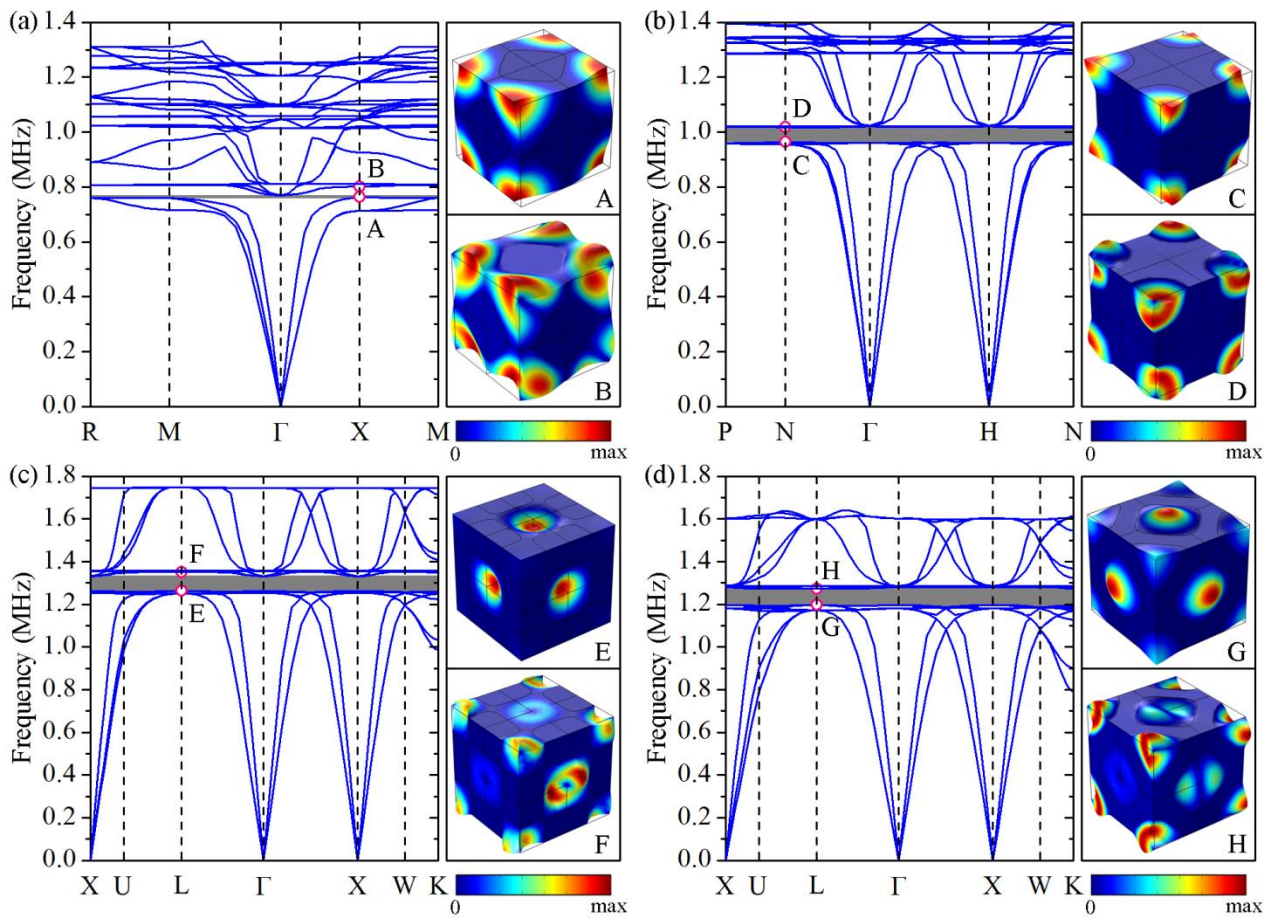 (a)
1.4
1.2
1.0
0.8
0.6
0.4
0.2
0.0
Frequency (MHz)
B
A
R M Γ X M
A
B
0 max
(b)
1.4
1.2
1.0
0.8
0.6
0.4
0.2
0.0
Frequency (MHz)
D
C
P N Γ H N
C
D
0 max
(c)
1.8
1.6
1.4
1.2
1.0
0.8
0.6
0.4
0.2
0.0
Frequency (MHz)
F
E
X U L Γ X W K
E
F
0 max
(d)
1.8
1.6
1.4
1.2
1.0
0.8
0.6
0.4
0.2
0.0
Frequency (MHz)
H
G
X U L Γ X W K
G
H
0 max